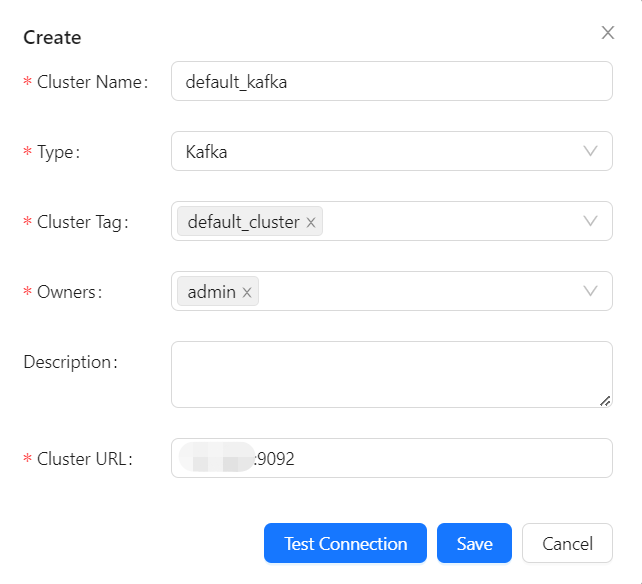 Create
* Cluster Name: default_kafka
* Type: Kafka
* Cluster Tag: default_cluster
* Owners: admin
Description:
* Cluster URL: :9092
Test Connection Save Cancel